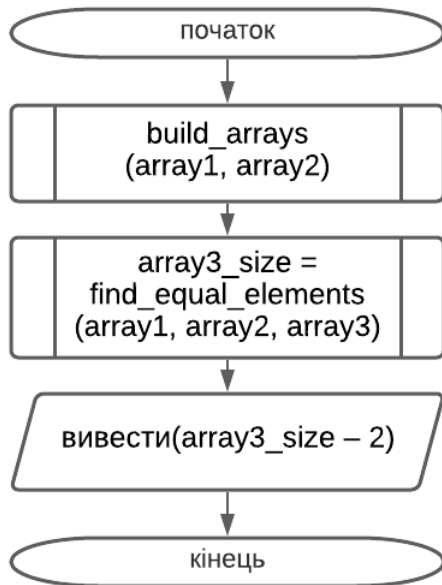 початок
build_arrays
(array1, array2)
array3_size =
find_equal_elements
(array1, array2, array3)
вивести(array3_size – 2)
кінець